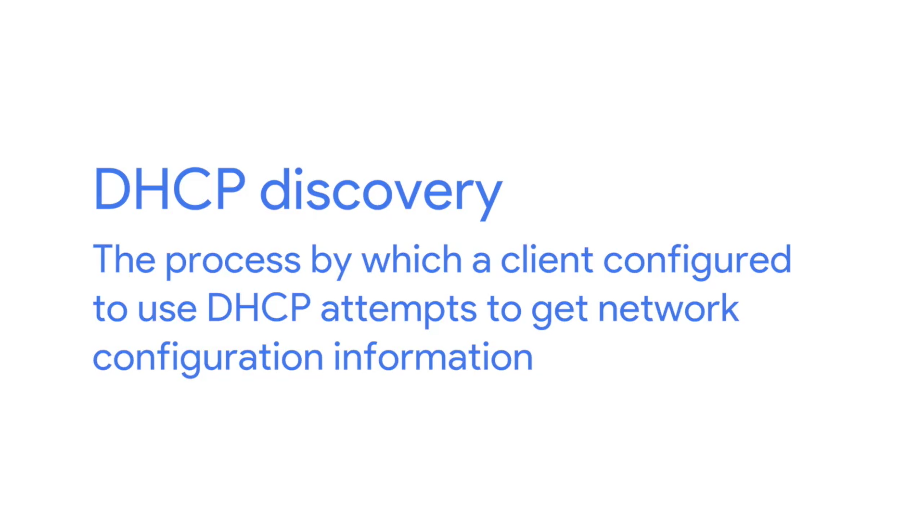 DHCP discovery
The process by which a client configured
to use DHCP attempts to get network
configuration information